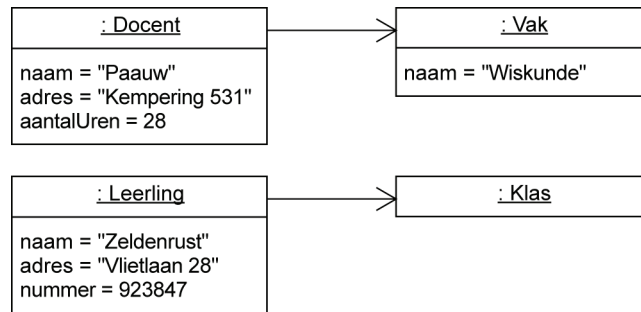 : Docent
naam = "Paauw"
adres = "Kempering 531"
aantalUren = 28
: Vak
naam = "Wiskunde"
: Leerling
naam = "Zeldenrust"
adres = "Vlietlaan 28"
nummer = 923847
: Klas